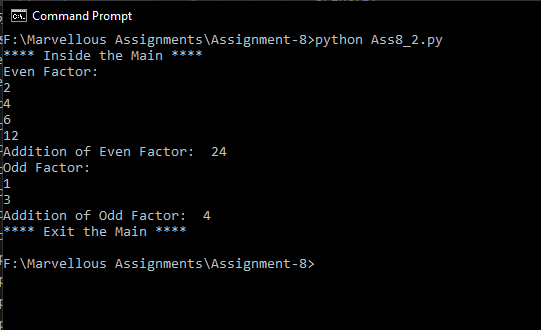 Command Prompt
F:\Marvellous Assignments\Assignment-8>python Ass8_2.py
**** Inside the Main ****
Even Factor:
2
4
6
12
Addition of Even Factor:  24
Odd Factor:
1
3
Addition of Odd Factor:  4
**** Exit the Main ****
F:\Marvellous Assignments\Assignment-8>